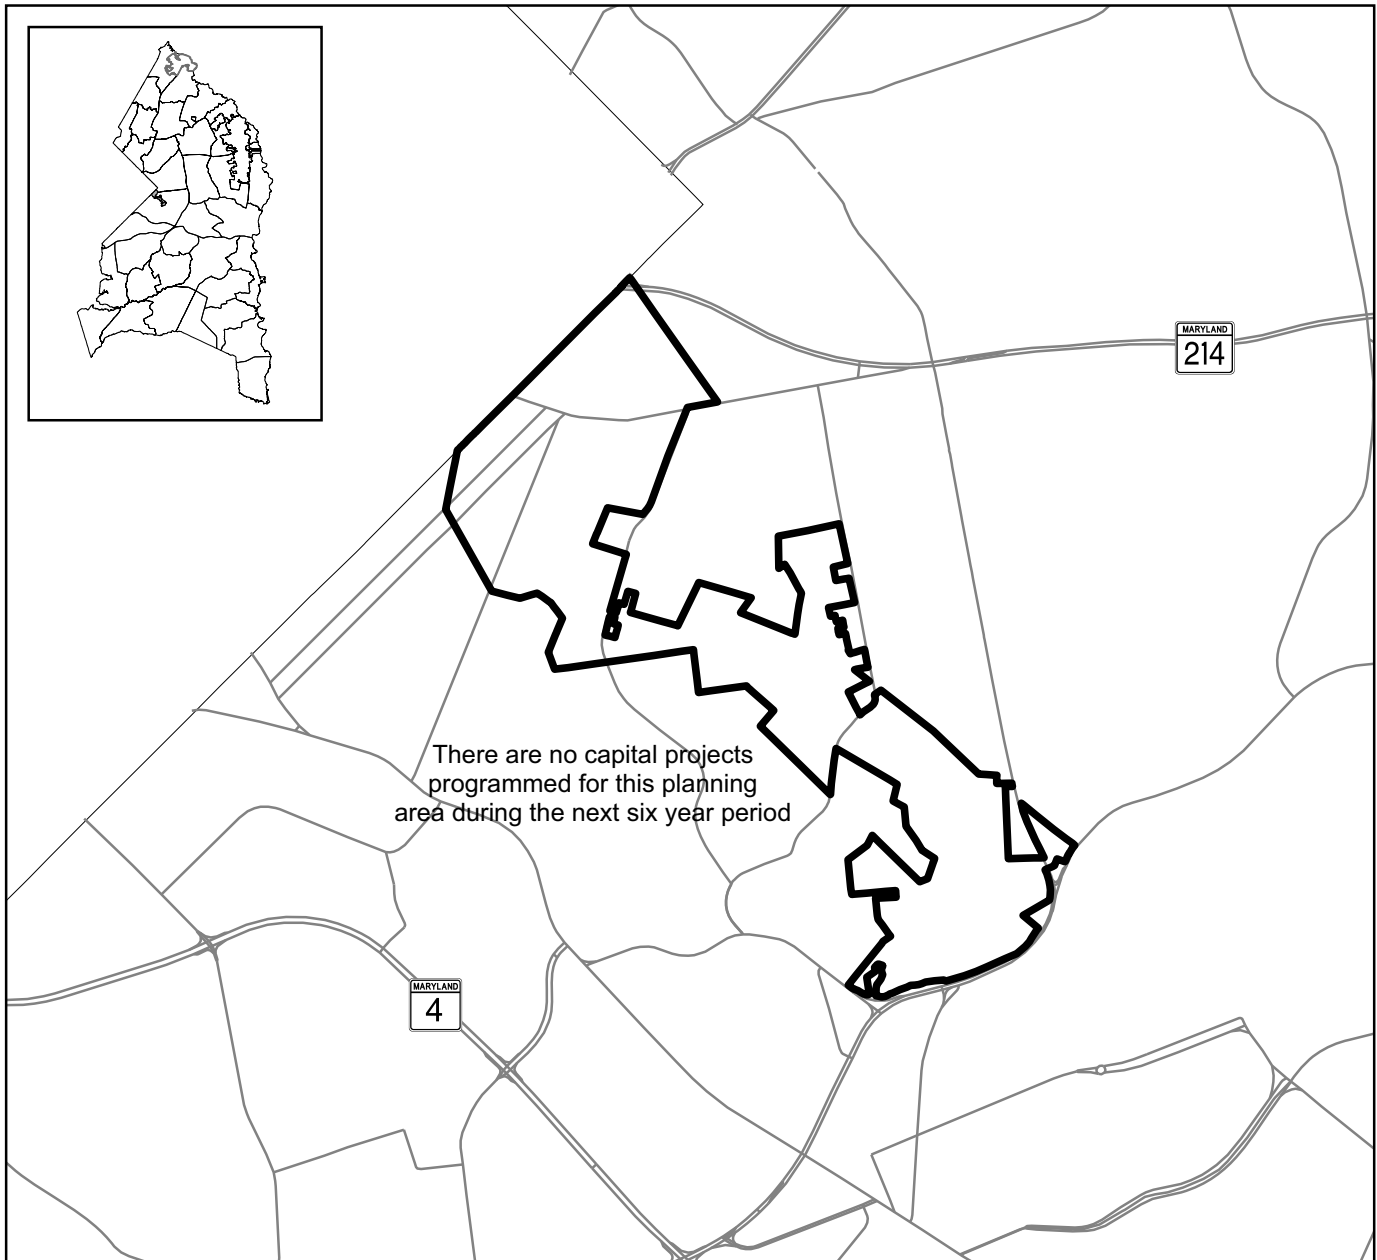 MARYLAND
214
There are no capital projects
programmed for this planning
area during the next six year period
MARYLAND
4